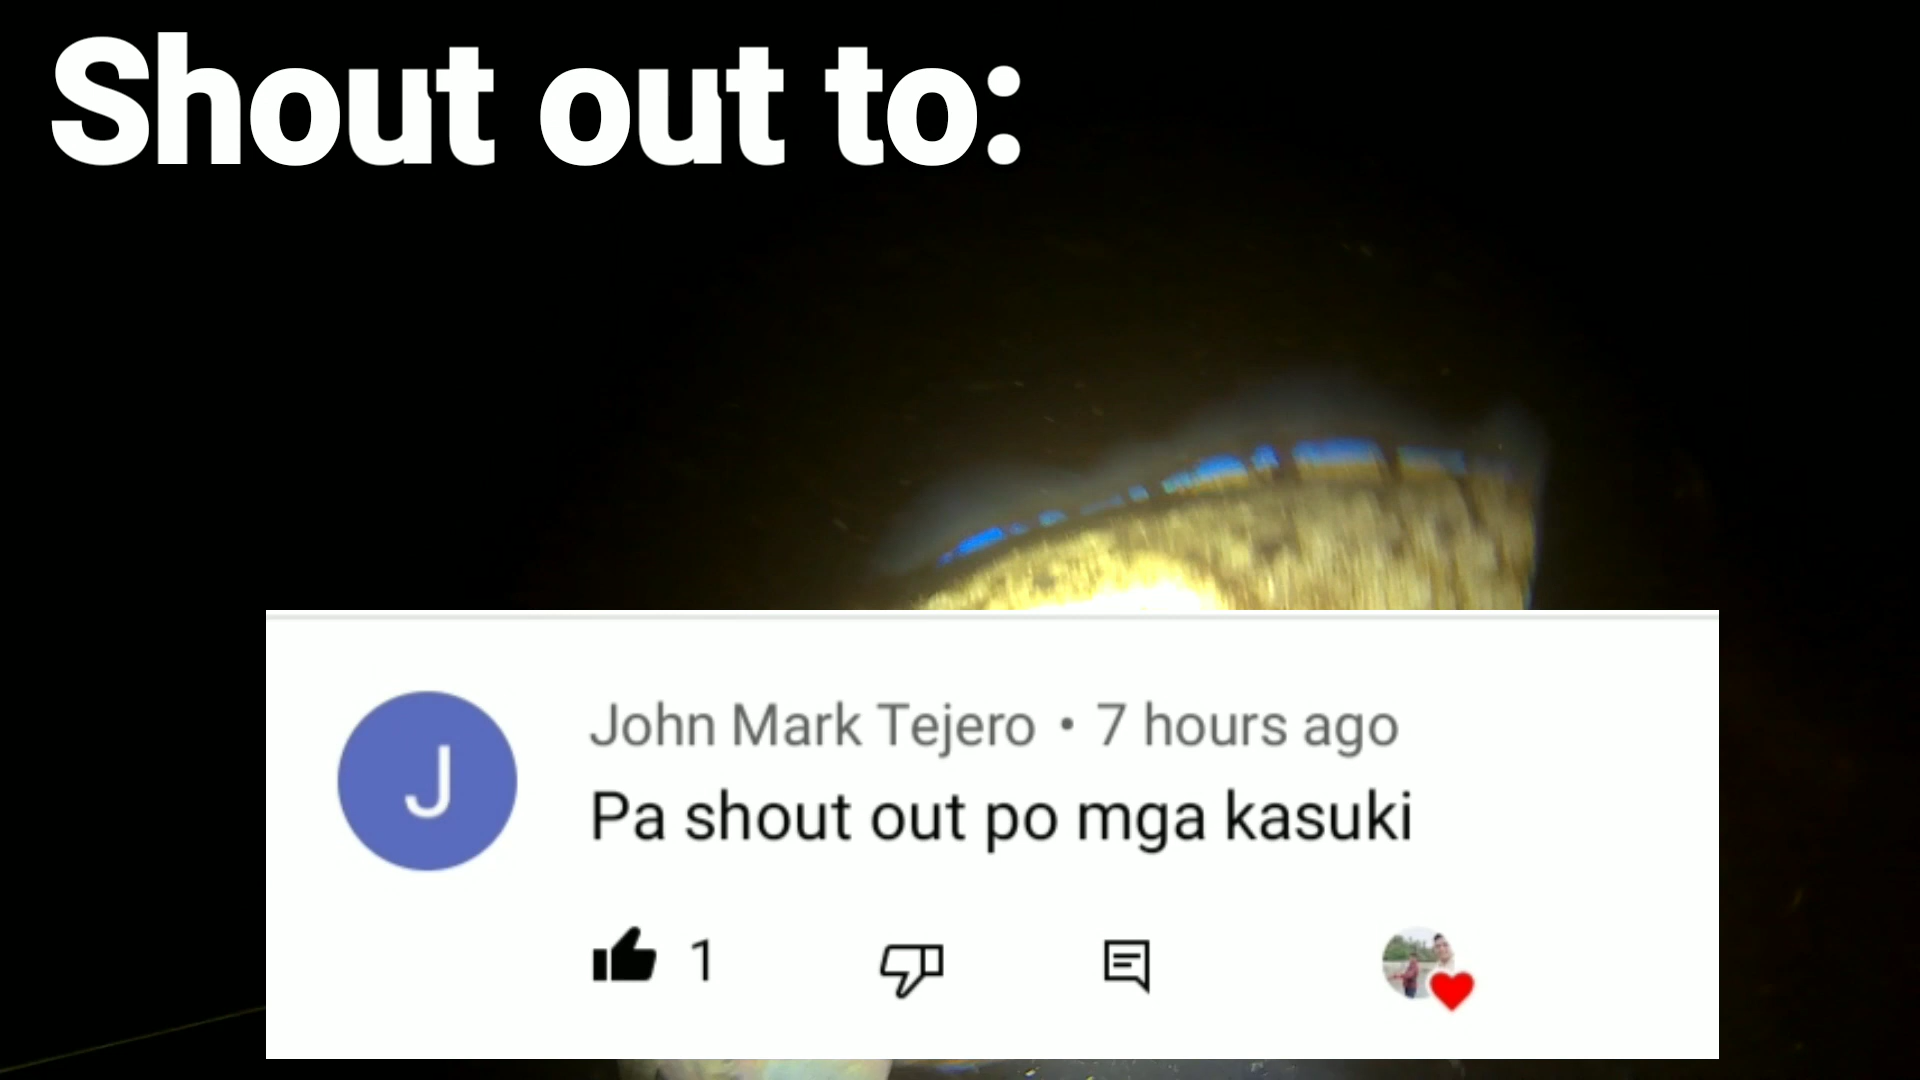 Shout out to:
J
John Mark Tejero • 7 hours ago
Pa shout out po mga kasuki
1